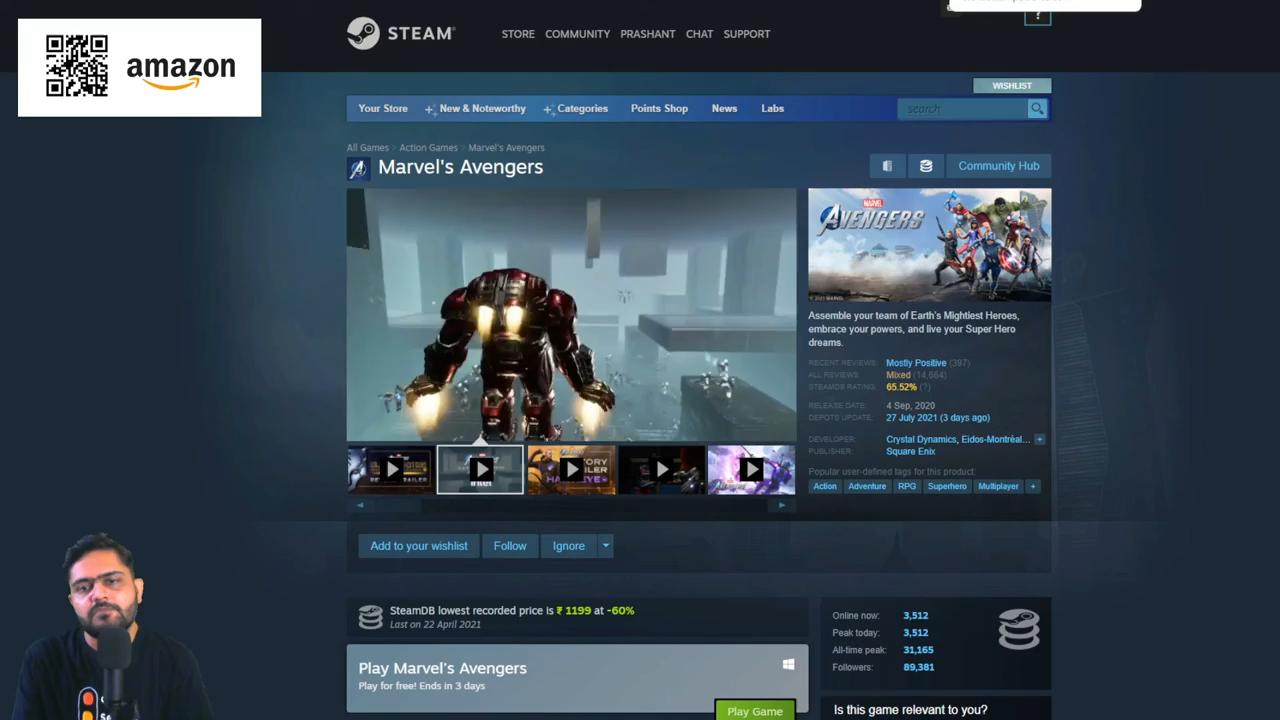 amazon
STEAM®
STORE COMMUNITY PRASHANT CHAT SUPPORT
?
WISHLIST
Your Store New & Noteworthy Categories Points Shop News Labs search
All Games > Action Games > Marvel's Avengers
Marvel's Avengers
Community Hub
MARVEL
AVENGERS
Assemble your team of Earth's Mightiest Heroes,
embrace your powers, and live your Super Hero
dreams.
RECENT REVIEWS: Mostly Positive (397)
ALL REVIEWS: Mixed (14,664)
STEAMDB RATING: 65.52% (?)
RELEASE DATE: 4 Sep, 2020
DEPOTS UPDATE: 27 July 2021 (3 days ago)
DEVELOPER: Crystal Dynamics, Eidos-Montréal... +
PUBLISHER: Square Enix
Popular user-defined tags for this product:
Action Adventure RPG Superhero Multiplayer +
Add to your wishlist Follow Ignore
SteamDB lowest recorded price is ₹ 1199 at -60%
Last on 22 April 2021
Online now: 3,512
Peak today: 3,512
All-time peak: 31,165
Followers: 89,381
Play Marvel's Avengers
Play for free! Ends in 3 days
Play Game
Is this game relevant to you?